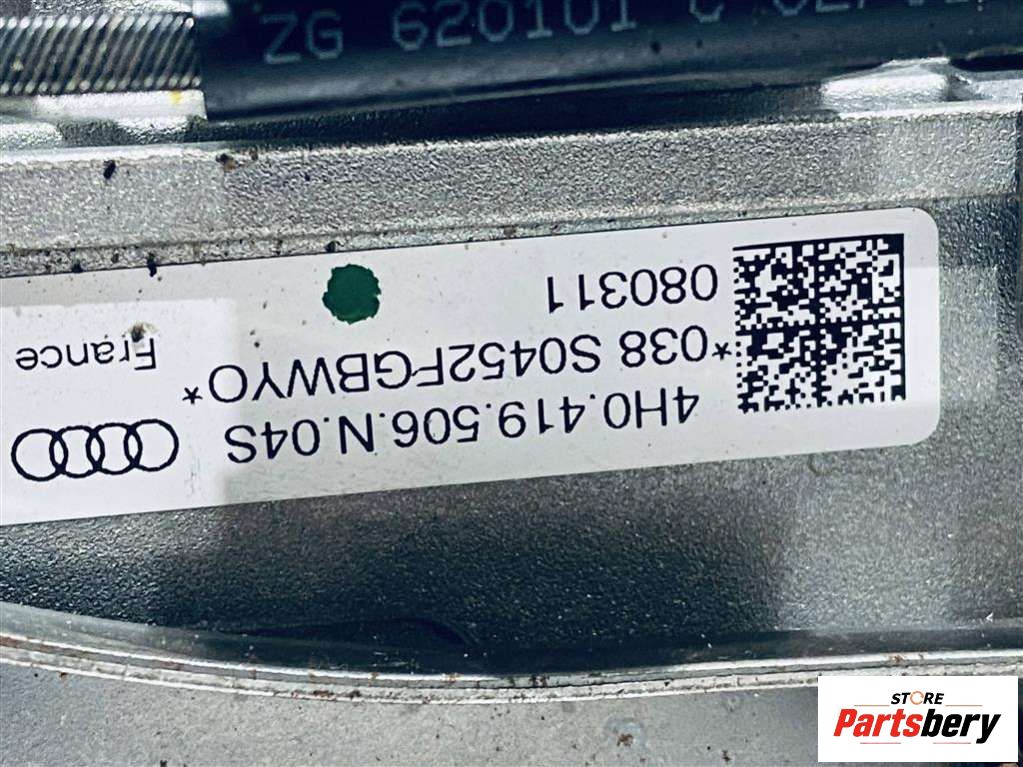 ZG 620101 C
4H0.419.506.N.04S
*038 S0452FGBWYO*
080311
France
STORE
Partsbery